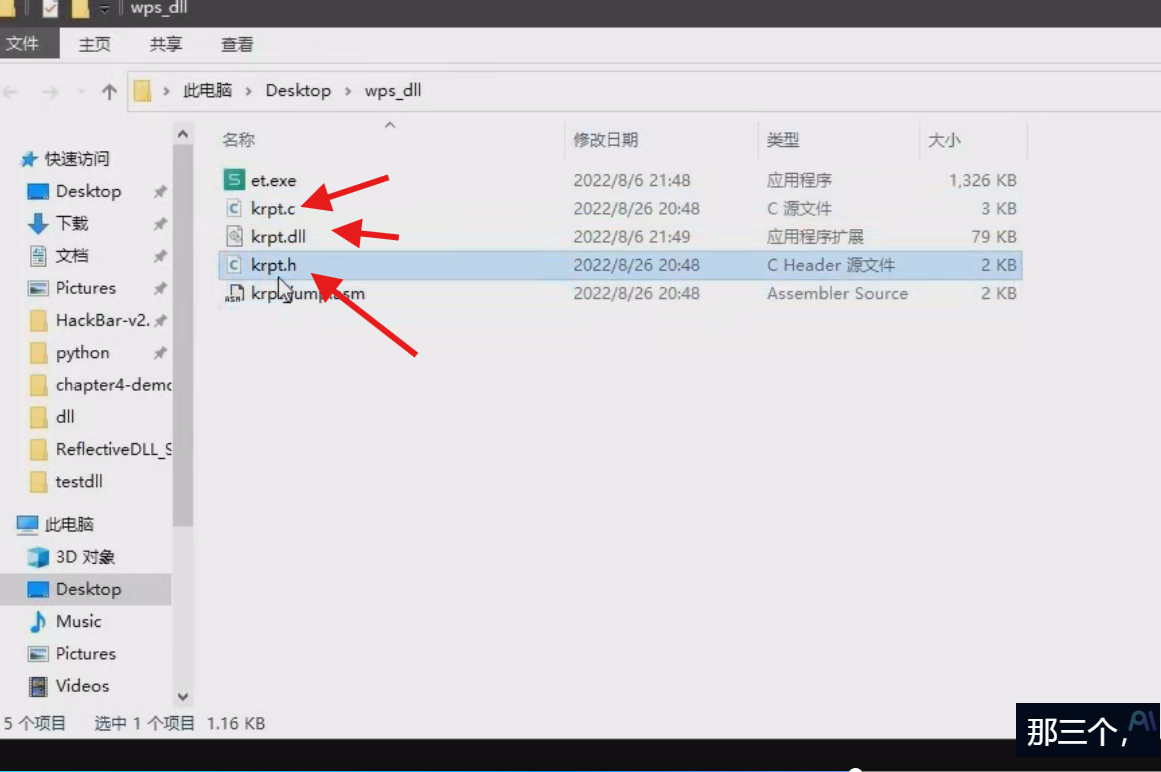 wps_dll
文件 主页 共享 查看
此电脑 > Desktop > wps_dll
名称 修改日期 类型 大小
et.exe 2022/8/6 21:48 应用程序 1,326 KB
krpt.c 2022/8/26 20:48 C 源文件 3 KB
krpt.dll 2022/8/6 21:49 应用程序扩展 79 KB
krpt.h 2022/8/26 20:48 C Header 源文件 2 KB
2022/8/26 20:48 Assembler Source 2 KB
快速访问
Desktop
下载
文档
Pictures
HackBar-v2.
python
chapter4-demo
dll
ReflectiveDLL_S
testdll
此电脑
3D 对象
Desktop
Music
Pictures
Videos
5 个项目 选中 1 个项目 1.16 KB
那三个,
AI